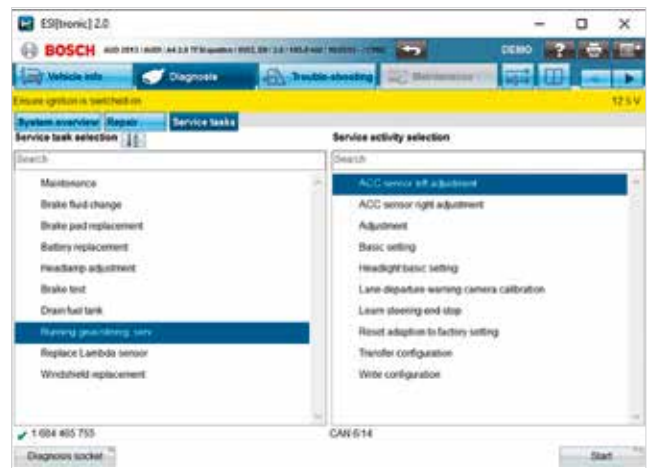 ESI[tronic] 2.0
BOSCH
DEMO
Vehicle info
Diagnosis
Trouble-shooting
Maintenance
Ensure ignition is switched on
12.5 V
System overview
Repair
Service tasks
Service task selection
Service activity selection
Search
Search
Maintenance
ACC sensor left adjustment
Brake fluid change
ACC sensor right adjustment
Brake pad replacement
Adjustment
Battery replacement
Basic setting
Headlamp adjustment
Headlight basic setting
Brake test
Lane departure warning camera calibration
Drain fuel tank
Learn steering end stop
Reset adaption to factory setting
Replace Lambda sensor
Transfer configuration
Windshield replacement
Write configuration
1 684 465 755
CAN 6/14
Diagnosis socket
Start